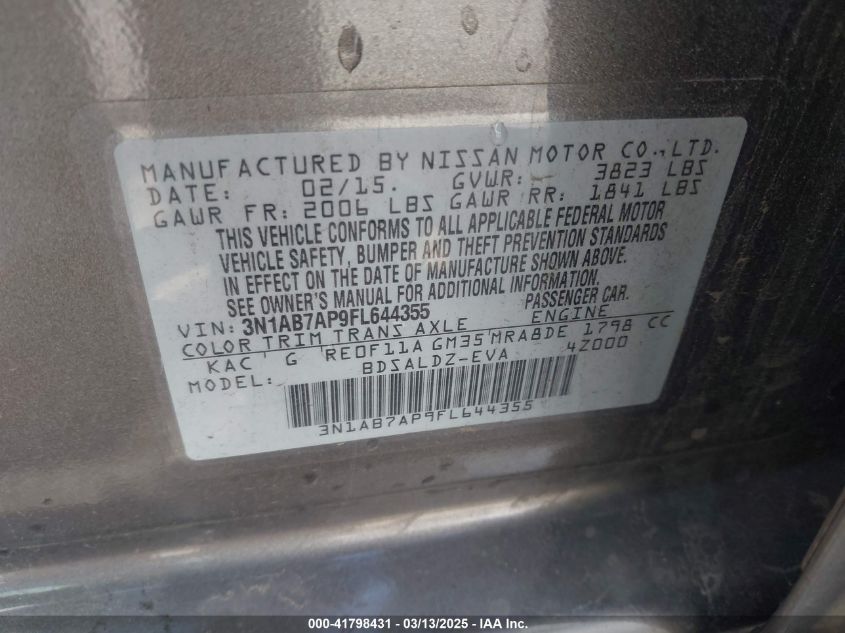 MANUFACTURED BY NISSAN MOTOR CO.,LTD.
DATE: 02/15. GVWR: 3823 LBS
GAWR FR: 2006 LBS GAWR RR: 1841 LBS
THIS VEHICLE CONFORMS TO ALL APPLICABLE FEDERAL MOTOR
VEHICLE SAFETY, BUMPER AND THEFT PREVENTION STANDARDS
IN EFFECT ON THE DATE OF MANUFACTURE SHOWN ABOVE.
SEE OWNER'S MANUAL FOR ADDITIONAL INFORMATION.
VIN: 3N1AB7AP9FL644355 PASSENGER CAR.
COLOR TRIM TRANS AXLE ENGINE
KAC G RE0F11A GM35 MRA8DE 1798 CC
MODEL: BDSALDZ-EVA 4Z000
3N1AB7AP9FL644355
000-41798431 - 03/13/2025 - IAA Inc.